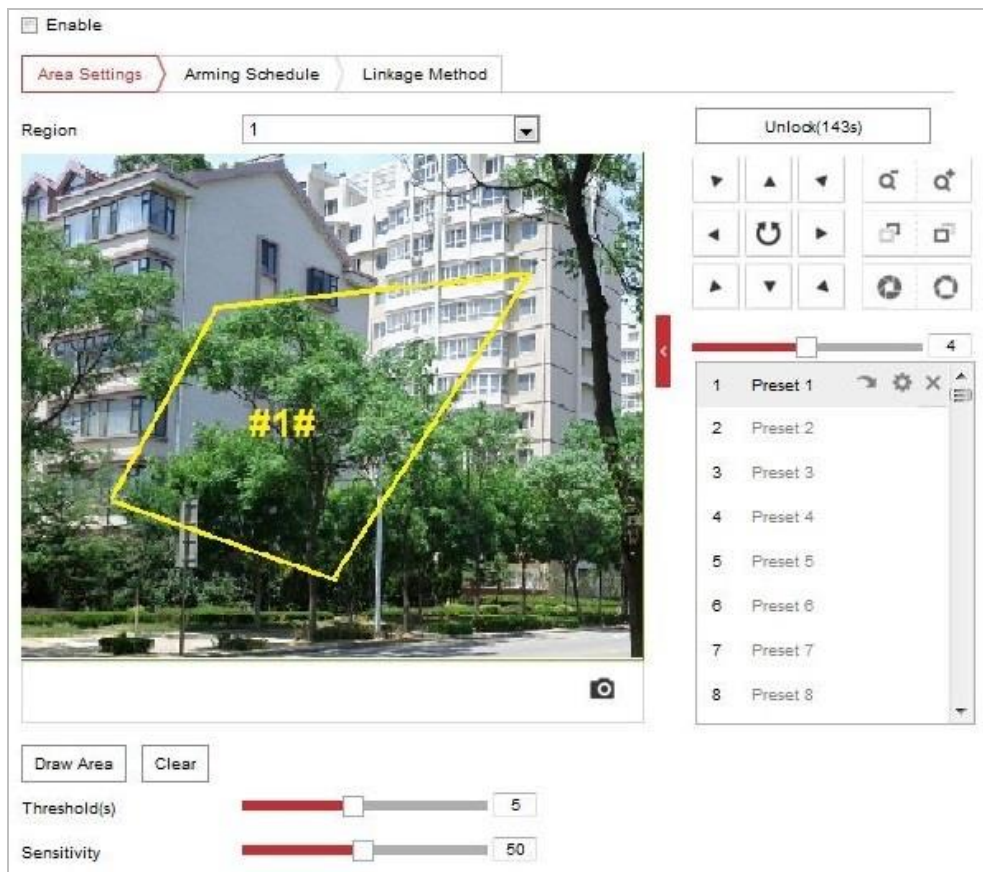 Enable
Area Settings
Arming Schedule
Linkage Method
Region
1
Unlock(143s)
#1#
4
1 Preset 1
2 Preset 2
3 Preset 3
4 Preset 4
5 Preset 5
6 Preset 6
7 Preset 7
8 Preset 8
Draw Area
Clear
Threshold(s)
5
Sensitivity
50